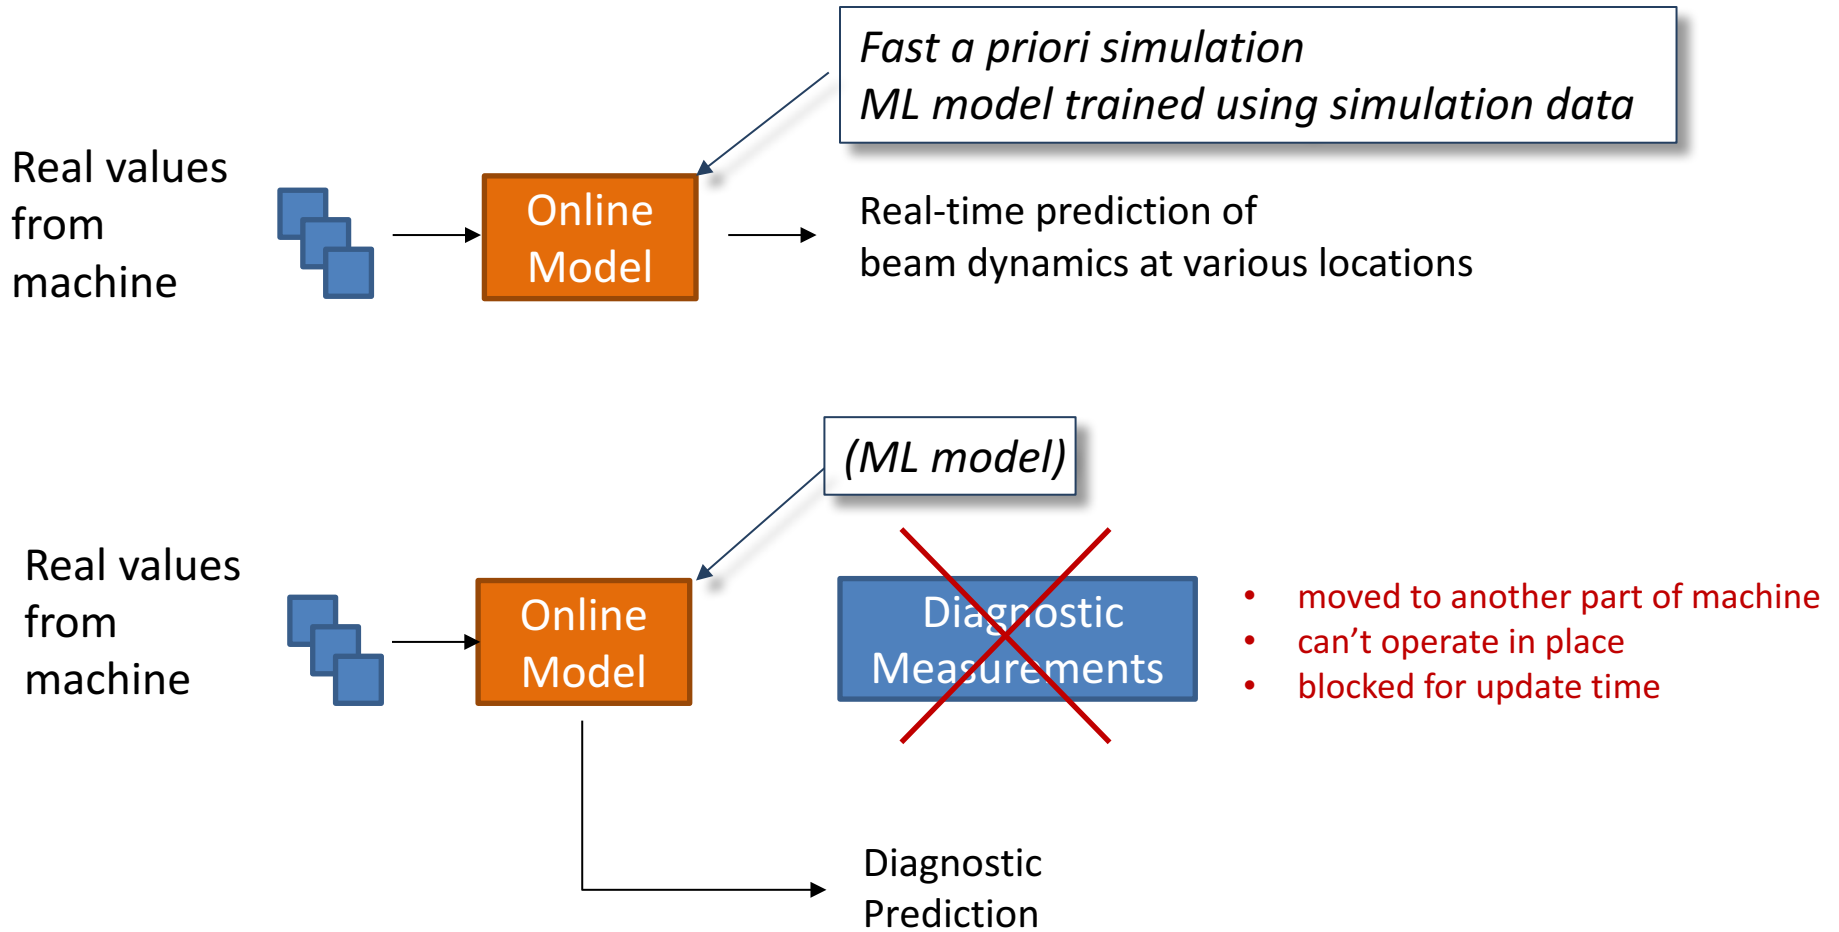 Fast a priori simulation
ML model trained using simulation data
Real values
from
machine
Online
Model
Real-time prediction of
beam dynamics at various locations
(ML model)
Real values
from
machine
Online
Model
Diagnostic
Measurements
• moved to another part of machine
• can’t operate in place
• blocked for update time
Diagnostic
Prediction